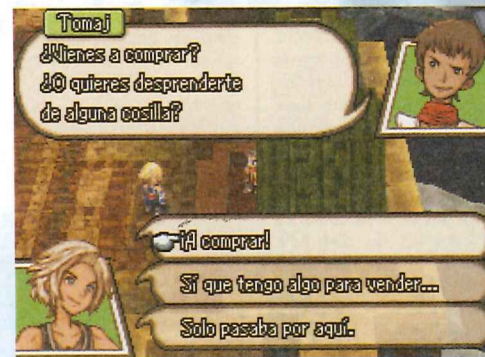 Tomaj
¿Vienes a comprar?
¿O quieres desprenderte
de alguna cosilla?
¡A comprar!
Sí que tengo algo para vender...
Solo pasaba por aquí.